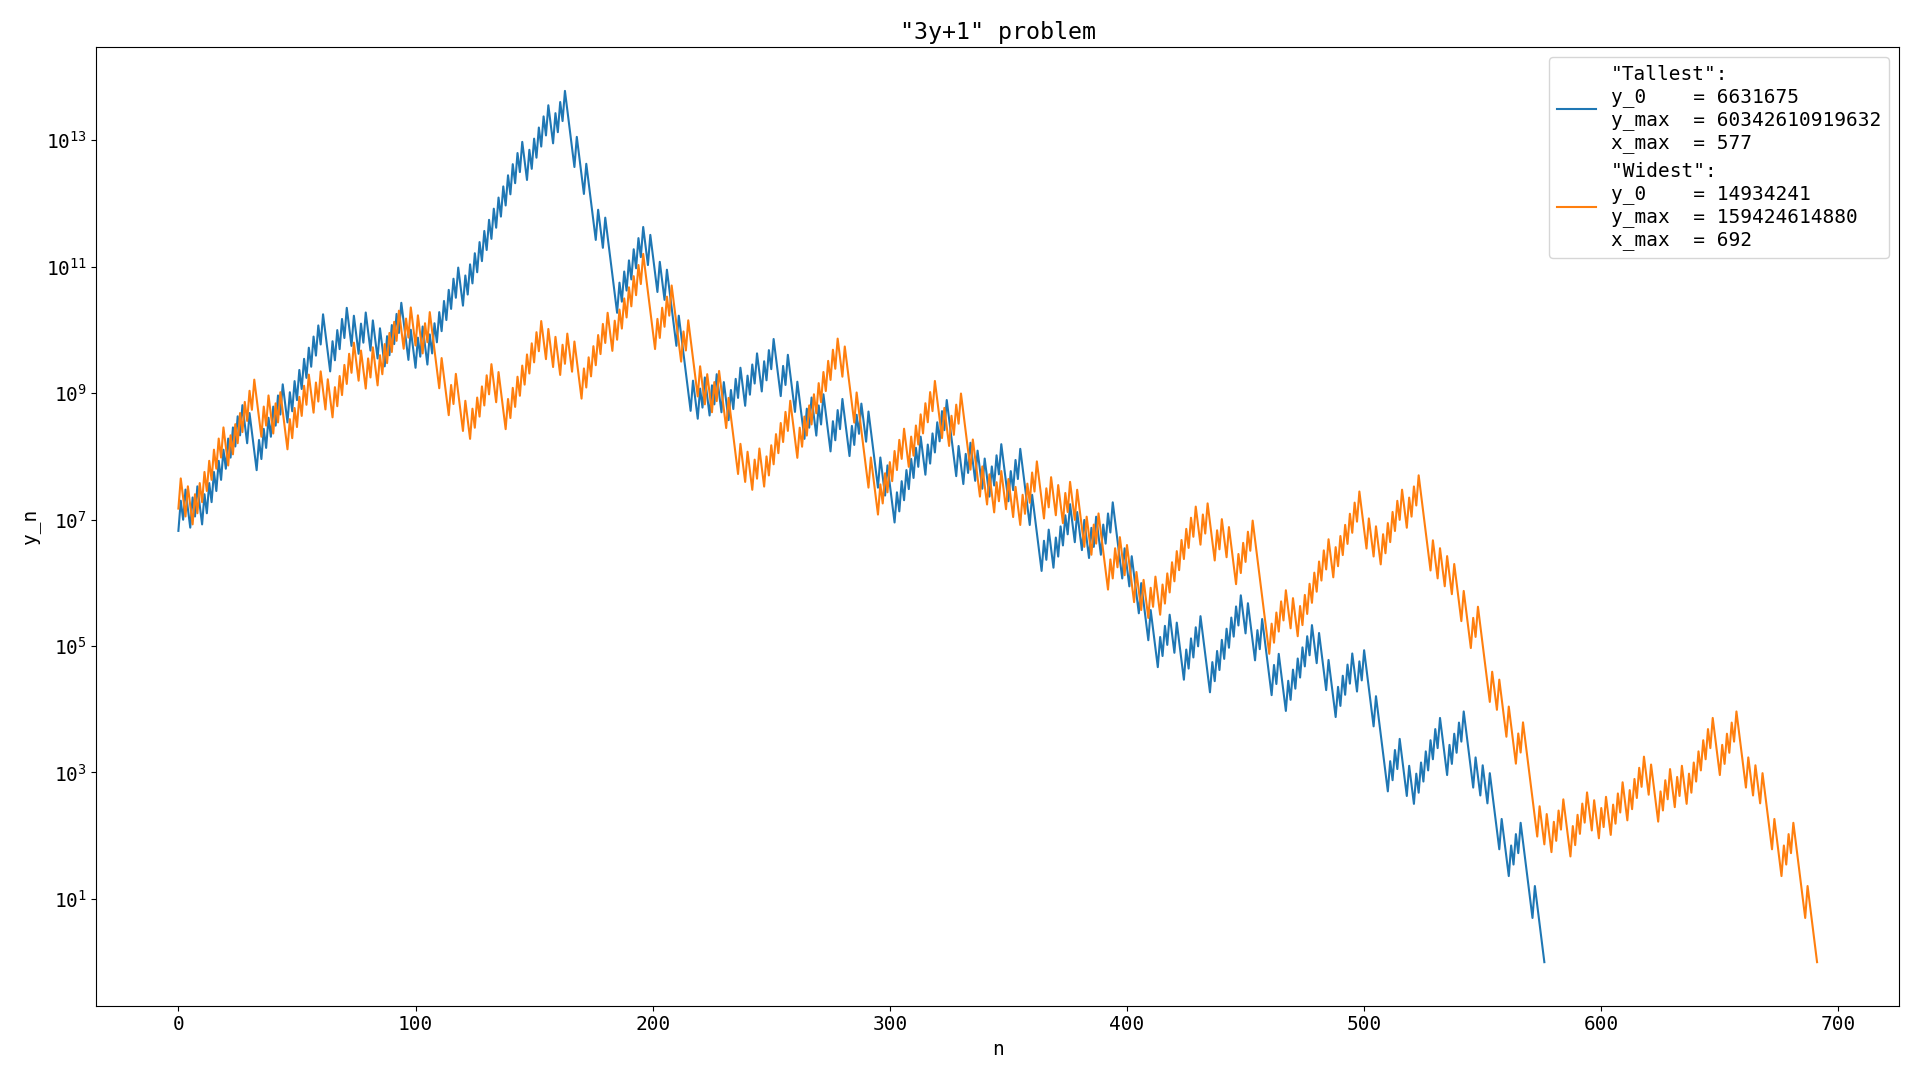 "3y+1" problem
"Tallest":
y_0    = 6631675
y_max  = 60342610919632
x_max  = 577
"Widest":
y_0    = 14934241
y_max  = 159424614880
x_max  = 692
10^13
10^11
10^9
10^7
10^5
10^3
10^1
y_n
0 100 200 300 400 500 600 700
n